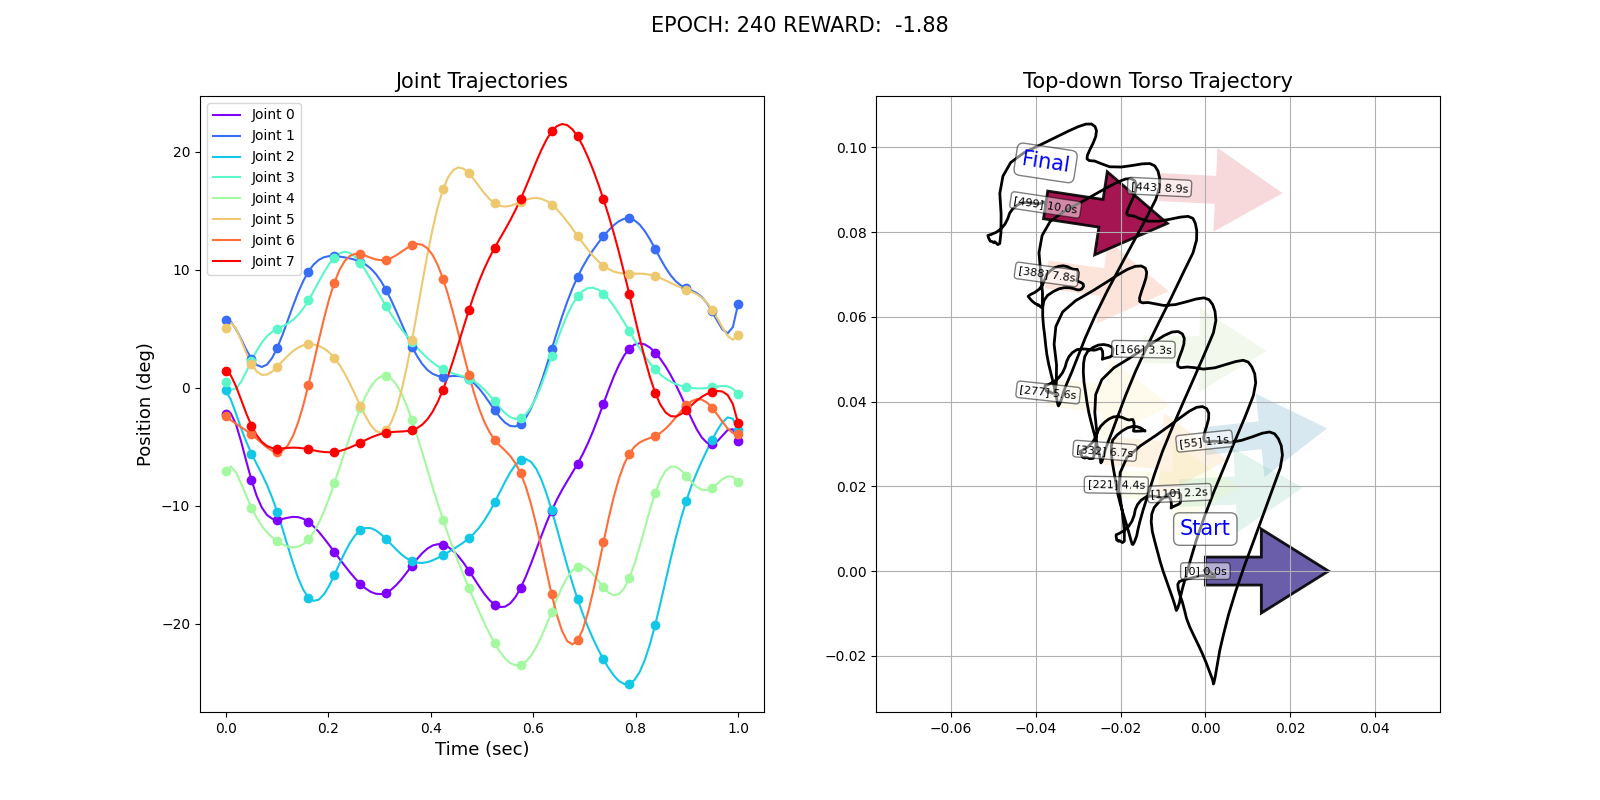 EPOCH: 240 REWARD:  -1.88
Joint Trajectories
Joint 0
Joint 1
Joint 2
Joint 3
Joint 4
Joint 5
Joint 6
Joint 7
20
10
0
−10
−20
Position (deg)
0.0 0.2 0.4 0.6 0.8 1.0
Time (sec)
Top-down Torso Trajectory
0.10
0.08
0.06
0.04
0.02
0.00
−0.02
Final
[443] 8.9s
[499] 10.0s
[388] 7.8s
[166] 3.3s
[277] 5.6s
[55] 1.1s
[332] 6.7s
[221] 4.4s
[110] 2.2s
Start
[0] 0.0s
−0.06 −0.04 −0.02 0.00 0.02 0.04